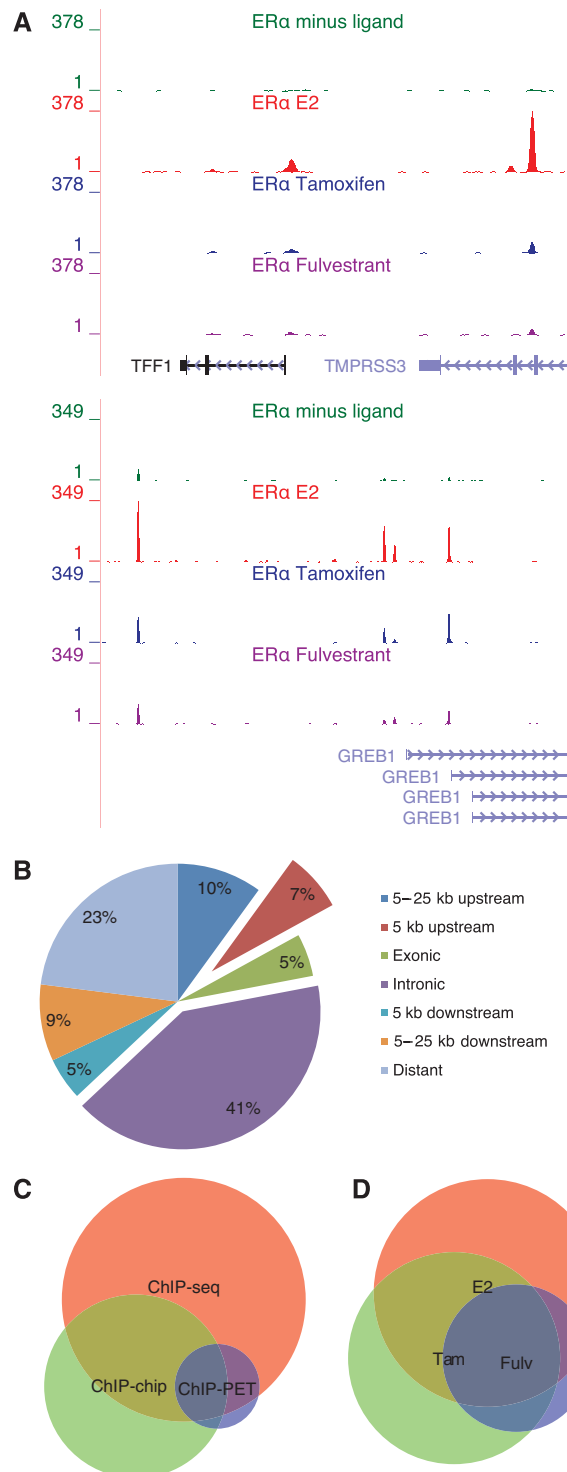 A
378
ERα minus ligand
1
378
ERα E2
1
378
ERα Tamoxifen
1
378
ERα Fulvestrant
1
TFF1
TMPRSS3
349
ERα minus ligand
1
349
ERα E2
1
349
ERα Tamoxifen
1
349
ERα Fulvestrant
1
GREB1
GREB1
GREB1
GREB1
B
10%
7%
5%
41%
5%
9%
23%
5–25 kb upstream
5 kb upstream
Exonic
Intronic
5 kb downstream
5–25 kb downstream
Distant
C
ChIP-seq
ChIP-chip
ChIP-PET
D
E2
Tam
Fulv